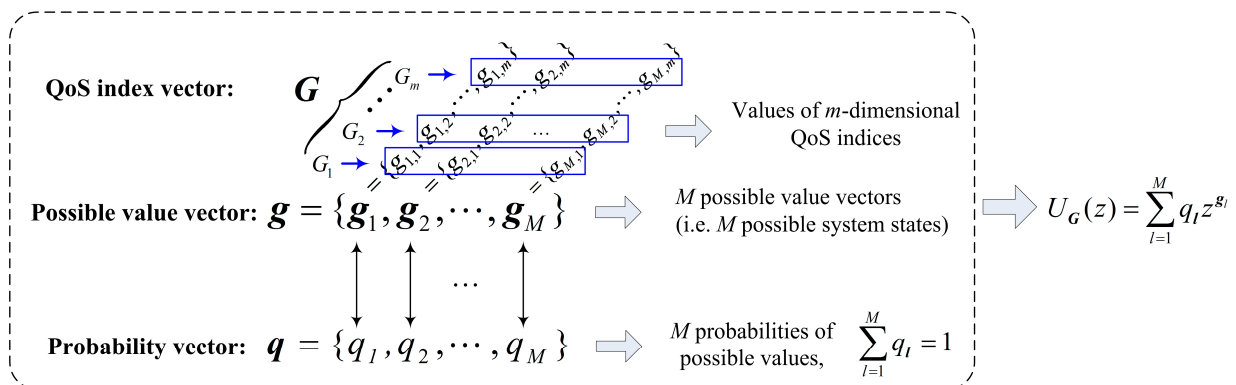 QoS index vector: G
G_m → g_{1,m}} g_{2,m}} g_{M,m}}
⋯ ,⋯, ,⋯, ,⋯,
G_2 → g_{1,2} g_{2,2} ... g_{M,2}
G_1 → ={g_{1,1}, ={g_{2,1}, ={g_{M,1},
Values of m-dimensional
QoS indices
Possible value vector: g = {g_1, g_2, ⋯, g_M}
M possible value vectors
(i.e. M possible system states)
...
Probability vector: q = {q_1, q_2, ⋯, q_M}
M probabilities of
possible values, \sum_{l=1}^{M} q_l = 1
U_G(z) = \sum_{l=1}^{M} q_l z^{g_l}